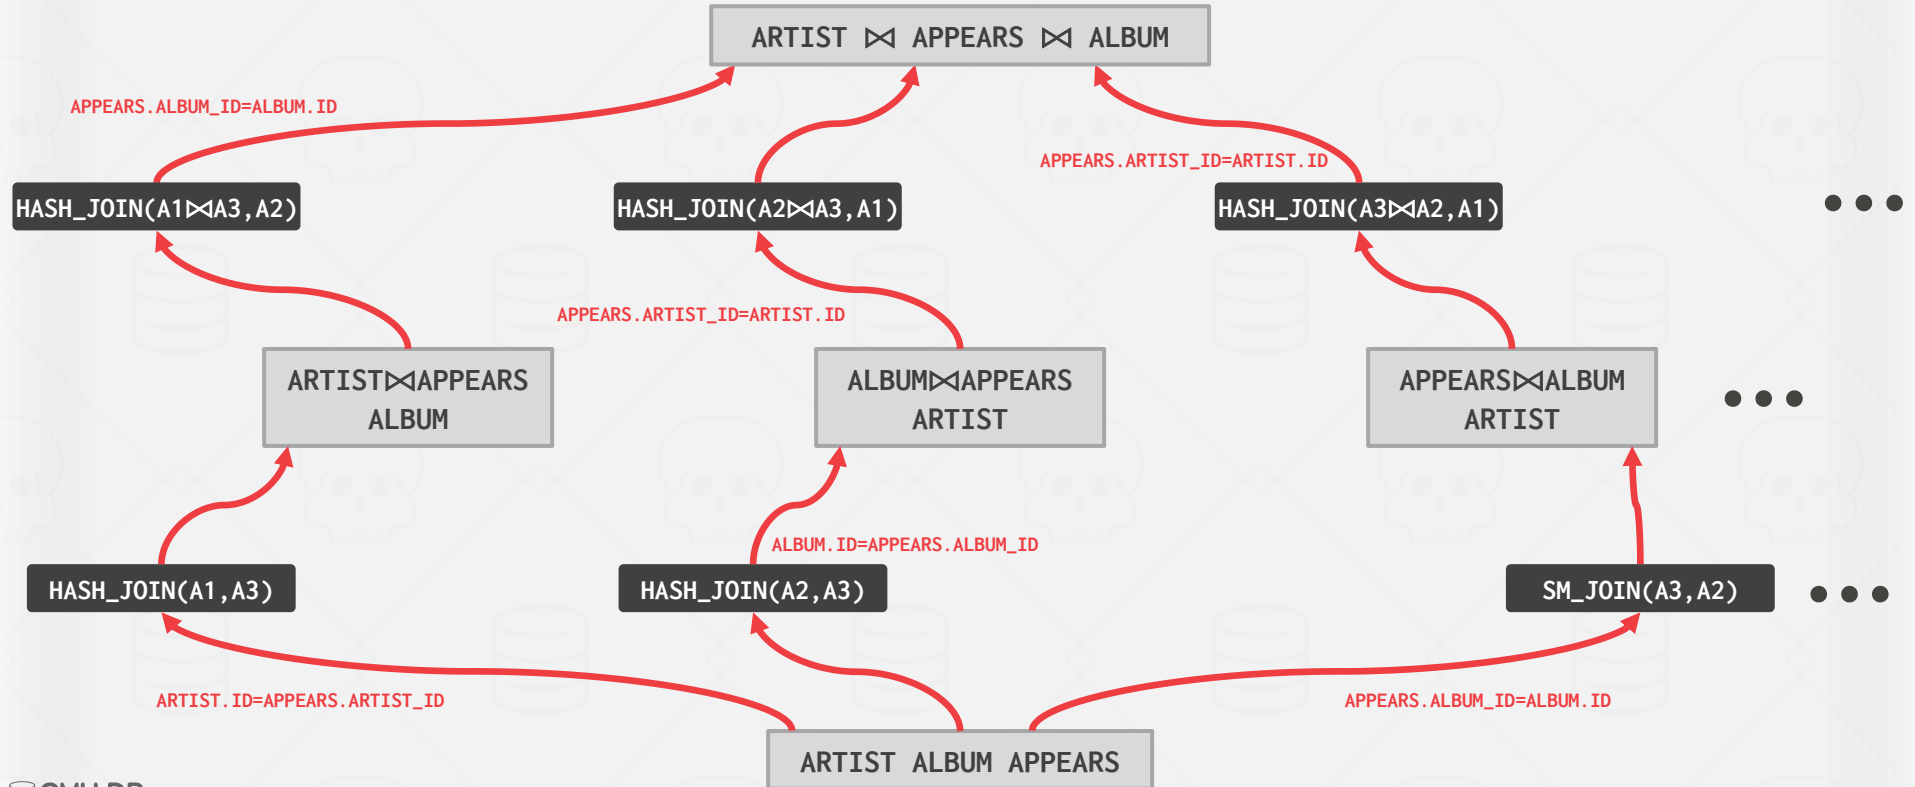 ARTIST ⋈ APPEARS ⋈ ALBUM
APPEARS.ALBUM_ID=ALBUM.ID
APPEARS.ARTIST_ID=ARTIST.ID
HASH_JOIN(A1⋈A3,A2)
HASH_JOIN(A2⋈A3,A1)
HASH_JOIN(A3⋈A2,A1)
•••
APPEARS.ARTIST_ID=ARTIST.ID
ARTIST⋈APPEARS
ALBUM
ALBUM⋈APPEARS
ARTIST
APPEARS⋈ALBUM
ARTIST
•••
ALBUM.ID=APPEARS.ALBUM_ID
HASH_JOIN(A1,A3)
HASH_JOIN(A2,A3)
SM_JOIN(A3,A2)
•••
ARTIST.ID=APPEARS.ARTIST_ID
APPEARS.ALBUM_ID=ALBUM.ID
ARTIST ALBUM APPEARS